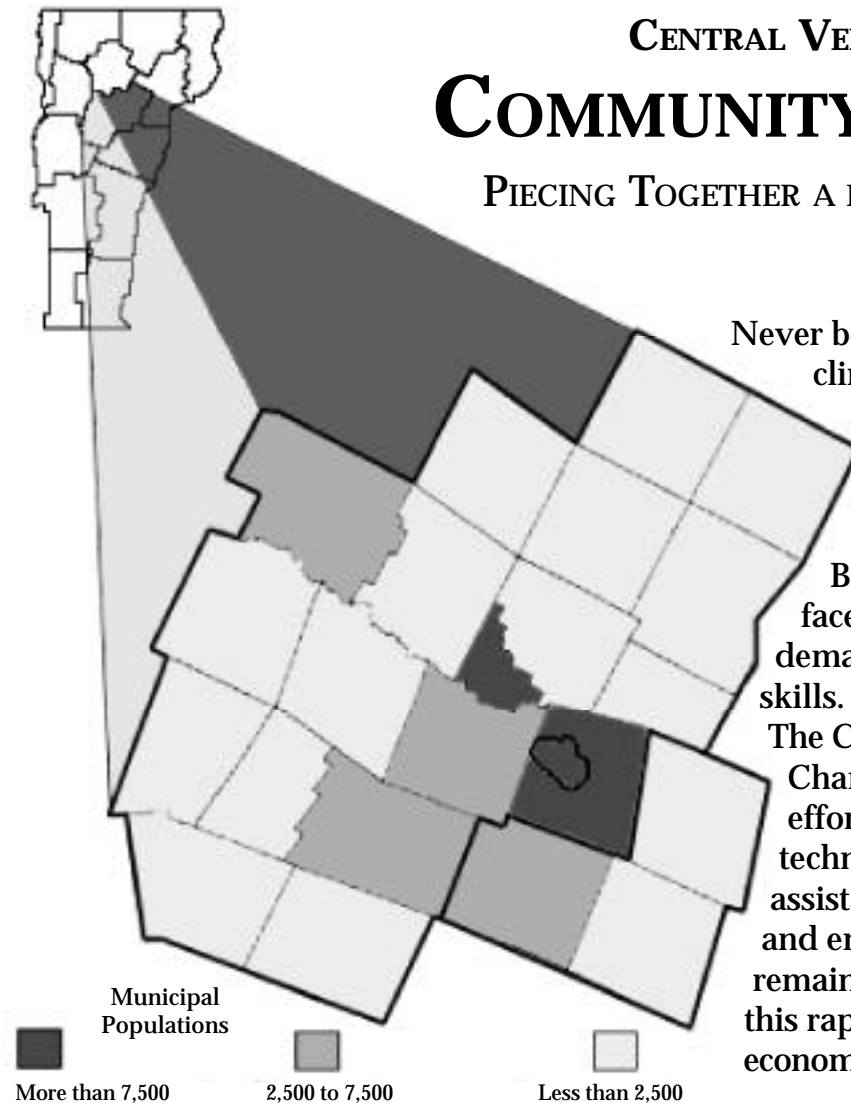 CENTRAL VE
COMMUNITY
PIECING TOGETHER A
Never b
cli
B
face
dema
skills.
The C
Cha
effor
techn
assist
and e
remain
this rap
econom
Municipal
Populations
More than 7,500
2,500 to 7,500
Less than 2,500